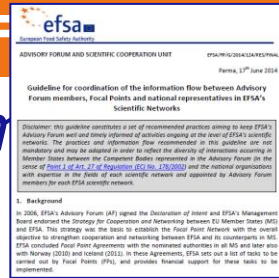 efsa
European Food Safety Authority
ADVISORY FORUM AND SCIENTIFIC COOPERATION UNIT
Parma, 17th June 2014
Guideline for coordination of the information flow between Advisory
Forum members, Focal Points and national representatives in EFSA's
Scientific Networks
Disclaimer: this guideline constitutes a set of recommended practices aiming to keep EFSA's
Advisory Forum well and timely informed of activities ongoing at the level of EFSA's scientific
networks. The practices and information flow recommended in this guideline are not
mandatory and may be adapted in order to reflect the diversity of interactions occurring in
Member States between the Competent Bodies represented in the Advisory Forum (in the
sense of Point 1 of Art. 27 of Regulation (EC) No. 178/2002) and the national organisations
with expertise in the fields of each scientific network and appointed by Advisory Forum
members for each EFSA scientific network.
1. Background
In 2006, EFSA's Advisory Forum (AF) signed the Declaration of Intent and EFSA's Management
Board endorsed the Strategy for Cooperation and Networking between EU Member States (MS)
and EFSA. This strategy was the basis to establish the Focal Point Network with the overall
objective to strengthen cooperation and networking between EFSA and its counterparts in MS.
EFSA concluded Focal Point Agreements with the nominated authorities in all MS and later also
with Norway (2010) and Iceland (2011). In these Agreements, EFSA sets out a list of tasks to be
carried out by Focal Points (FPs), and provides financial support for these tasks to be
implemented.